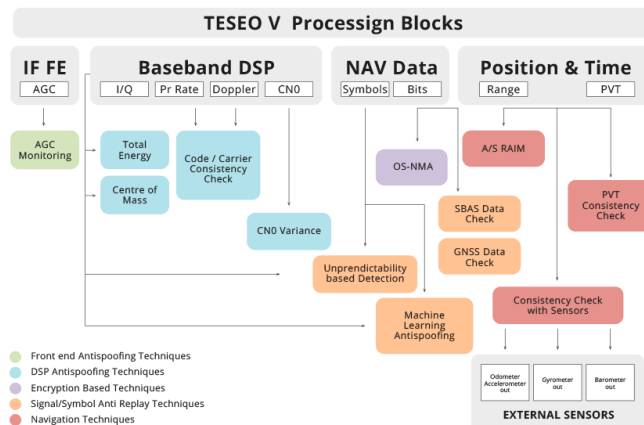 TESEO V Processign Blocks
IF FE
AGC
Baseband DSP
I/Q
Pr Rate
Doppler
CN0
NAV Data
Symbols
Bits
Position & Time
Range
PVT
AGC
Monitoring
Total
Energy
Centre of
Mass
Code / Carrier
Consistency
Check
CN0 Variance
OS-NMA
A/S RAIM
SBAS Data
Check
GNSS Data
Check
PVT
Consistency
Check
Unprendictability
based Detection
Machine
Learning
Antispoofing
Consistency Check
with Sensors
Front end Antispoofing Techniques
DSP Antispoofing Techniques
Encryption Based Techniques
Signal/Symbol Anti Replay Techniques
Navigation Techniques
Odometer
Accelerometer
out
Gyrometer
out
Barometer
out
EXTERNAL SENSORS